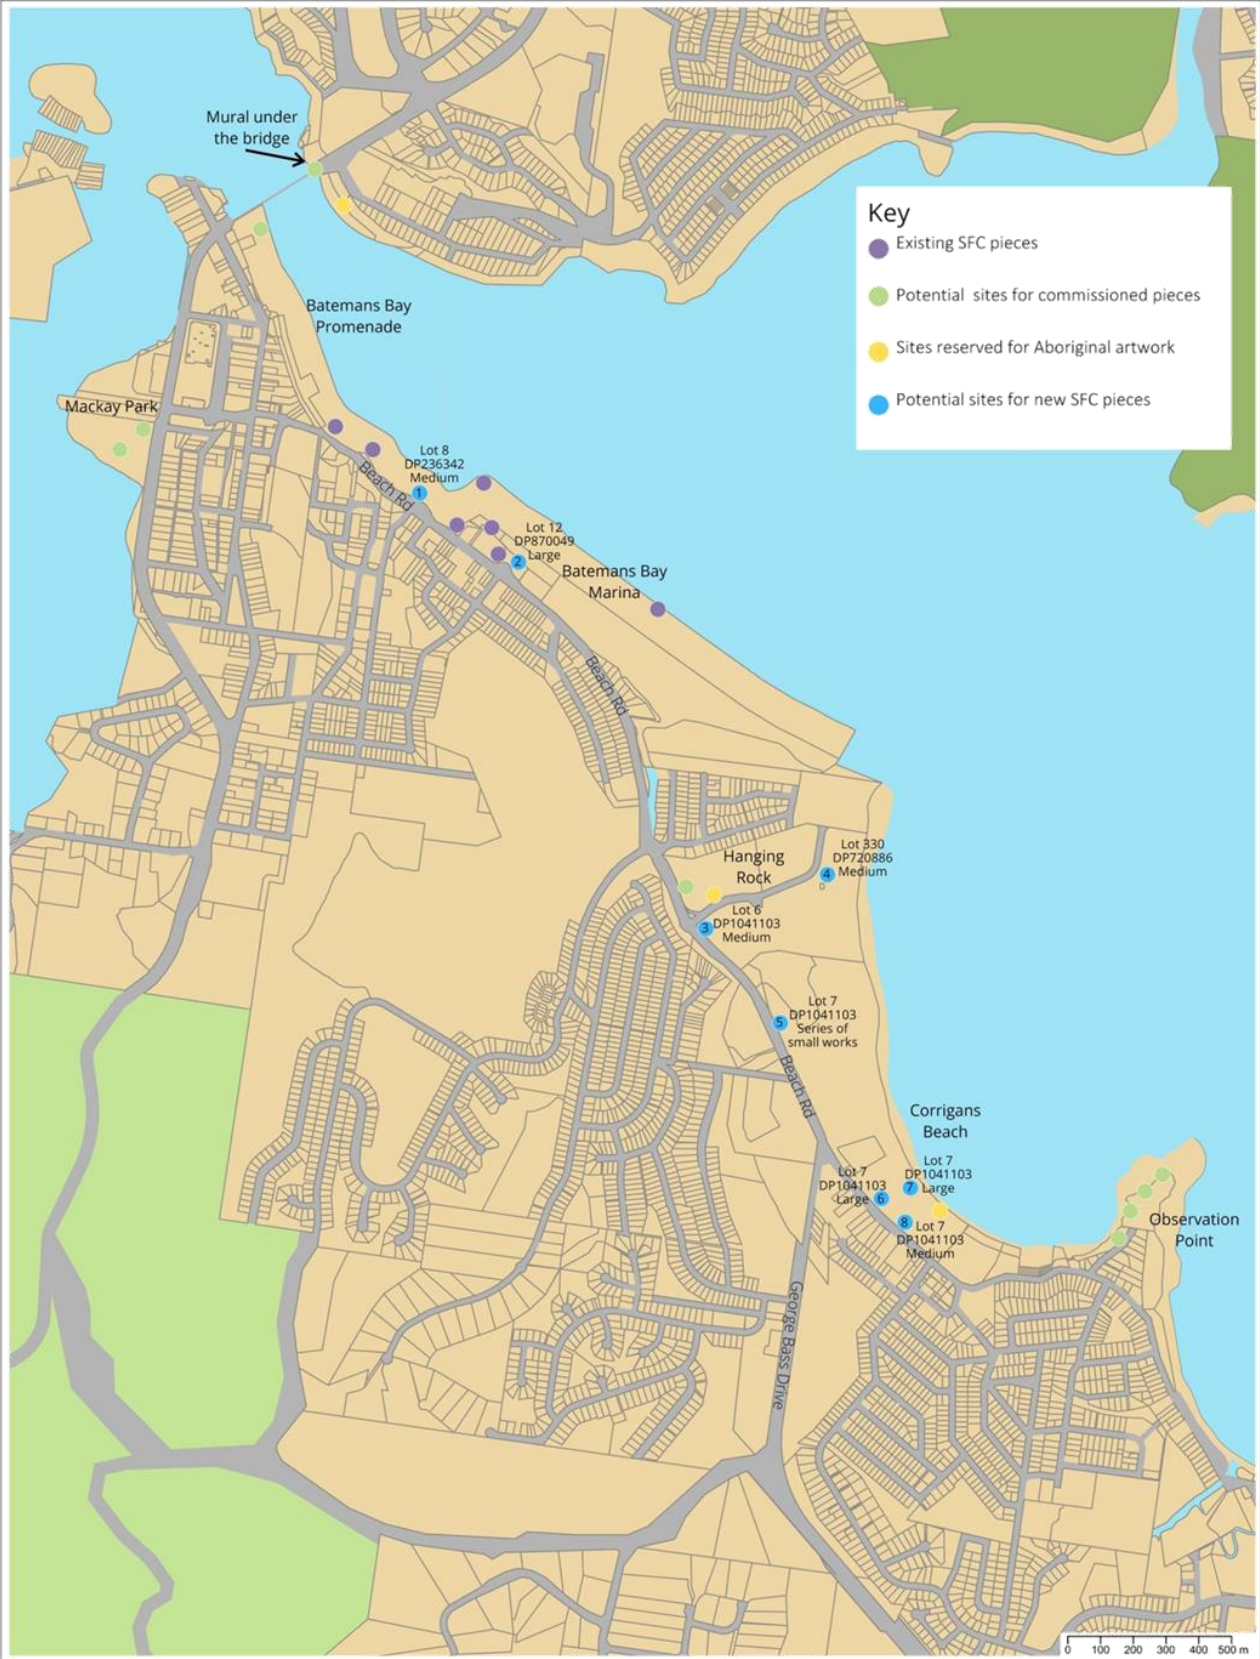 Mural under
the bridge
Key
Existing SFC pieces
Potential sites for commissioned pieces
Sites reserved for Aboriginal artwork
Potential sites for new SFC pieces
Batemans Bay
Promenade
Mackay Park
Lot 8
DP236342
Medium
1
Beach Rd
Lot 12
DP870049
Large
2
Batemans Bay
Marina
Beach Rd
Hanging
Rock
Lot 330
DP720886
Medium
4
Lot 6
DP1041103
Medium
3
Lot 7
DP1041103
Series of
small works
5
Beach Rd
Corrigans
Beach
Lot 7
DP1041103
Large
7
Lot 7
DP1041103
Large
6
8
Lot 7
DP1041103
Medium
Observation
Point
George Bass Drive
0 100 200 300 400 500 m